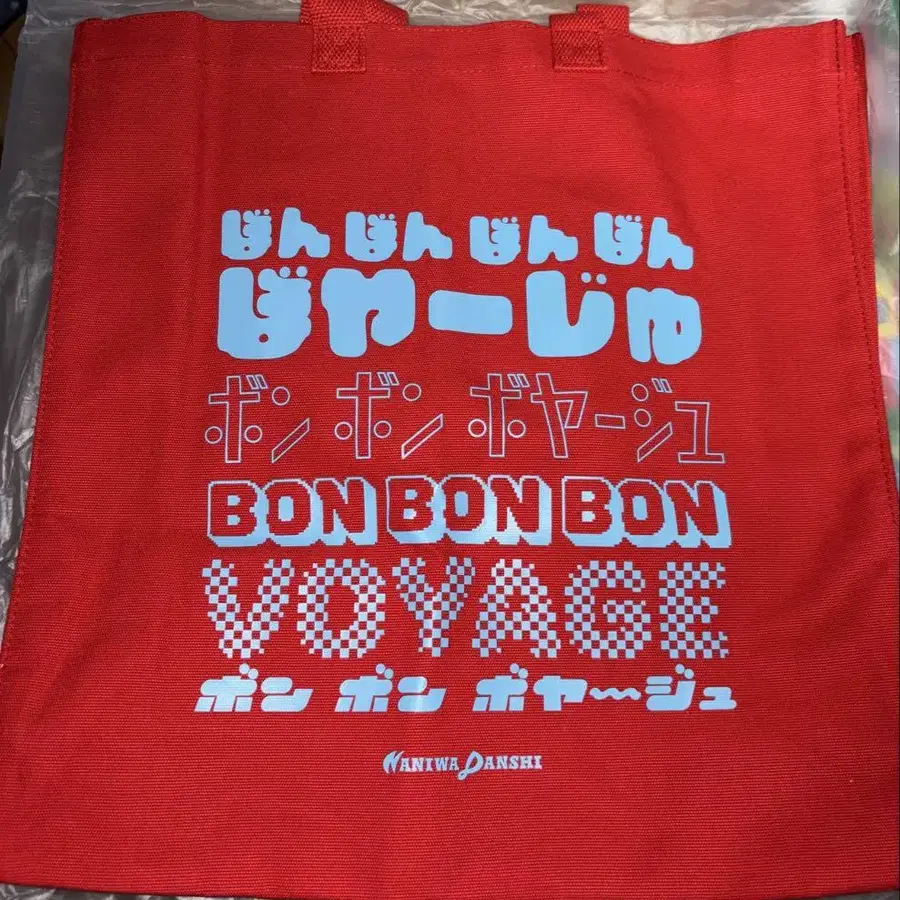 ぼん ぼん ぼん ぼん
ぼやーじゅ
ボン ボン ボヤージュ
BON BON BON
VOYAGE
ボン ボン ボヤ〜ジュ
NANIWA DANSHI